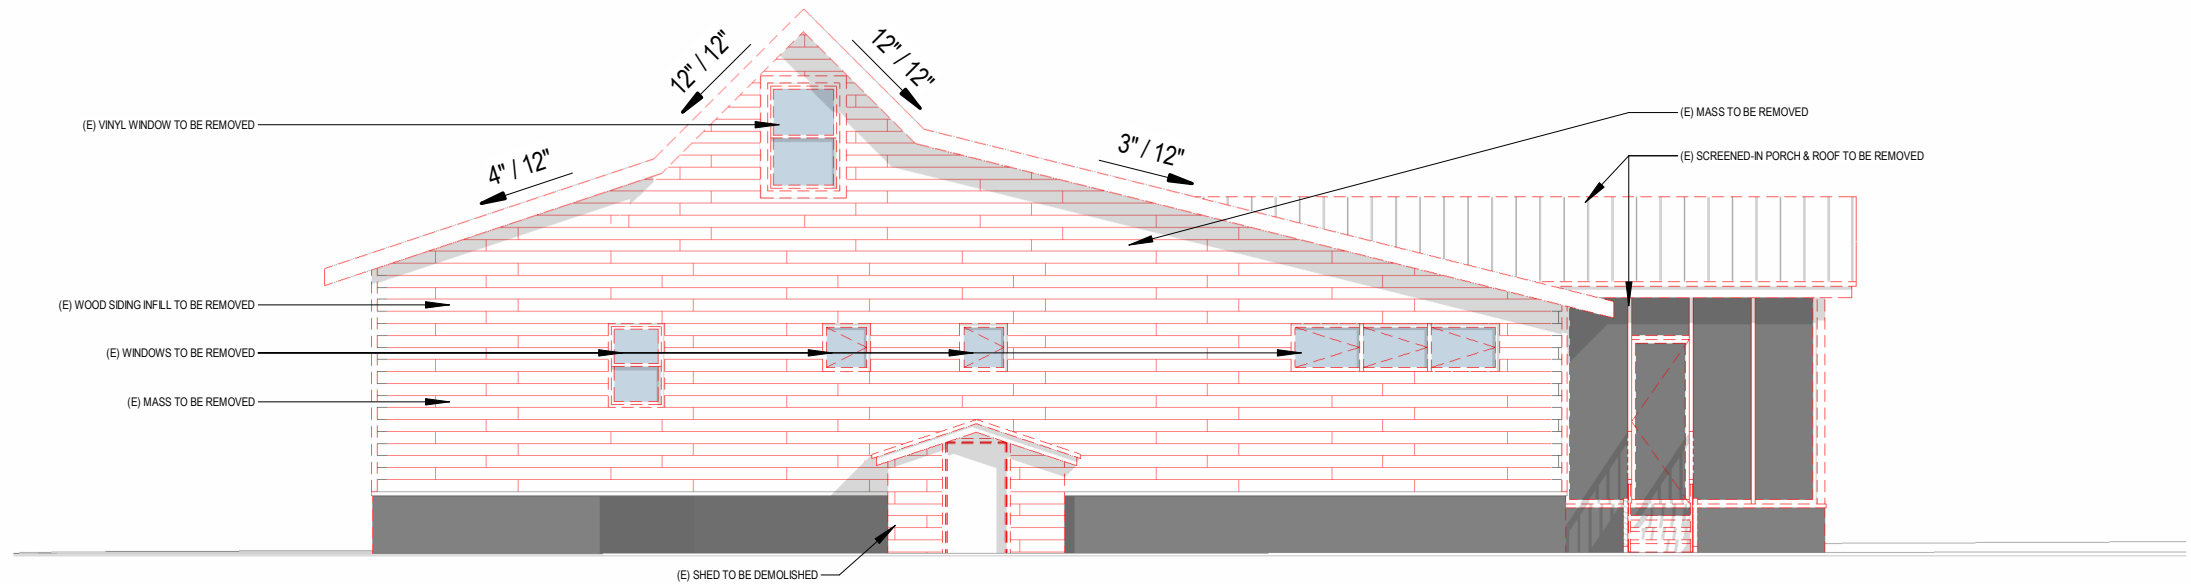 12" / 12"
12" / 12"
(E) VINYL WINDOW TO BE REMOVED
(E) MASS TO BE REMOVED
4" / 12"
3" / 12"
(E) SCREENED-IN PORCH & ROOF TO BE REMOVED
(E) WOOD SIDING INFILL TO BE REMOVED
(E) WINDOWS TO BE REMOVED
(E) MASS TO BE REMOVED
(E) SHED TO BE DEMOLISHED